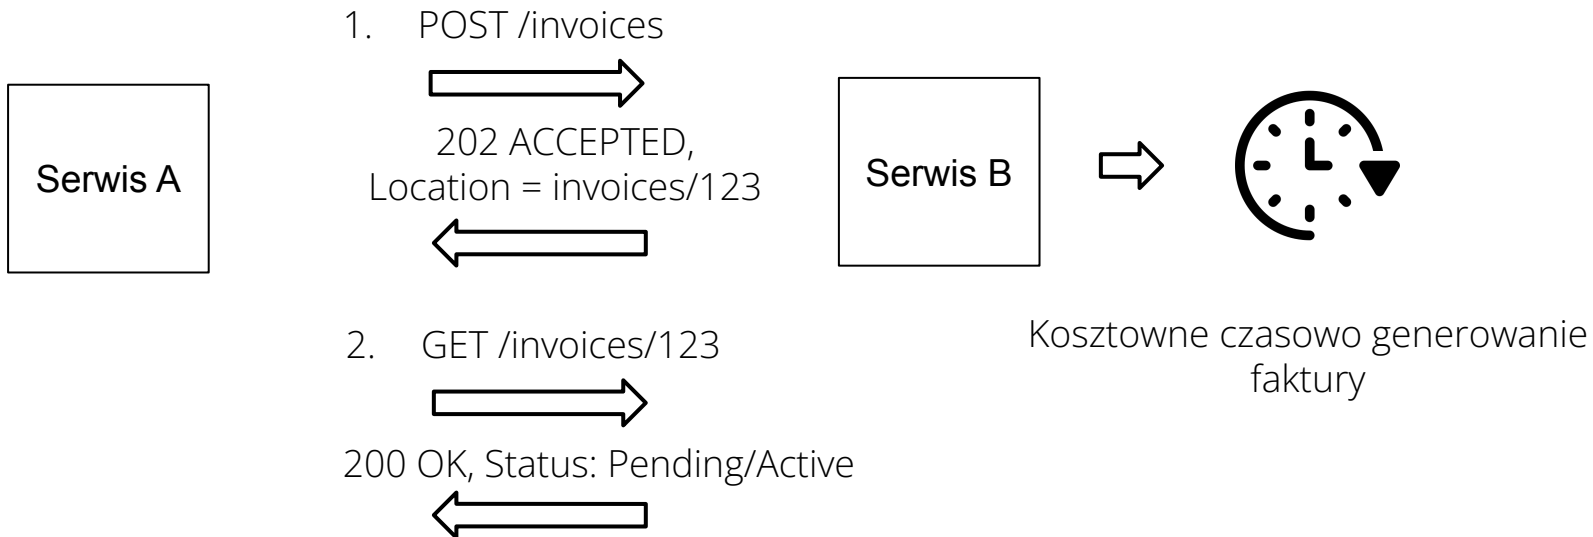 1. POST /invoices
Serwis A
202 ACCEPTED,
Location = invoices/123
Serwis B
2. GET /invoices/123
200 OK, Status: Pending/Active
Kosztowne czasowo generowanie
faktury